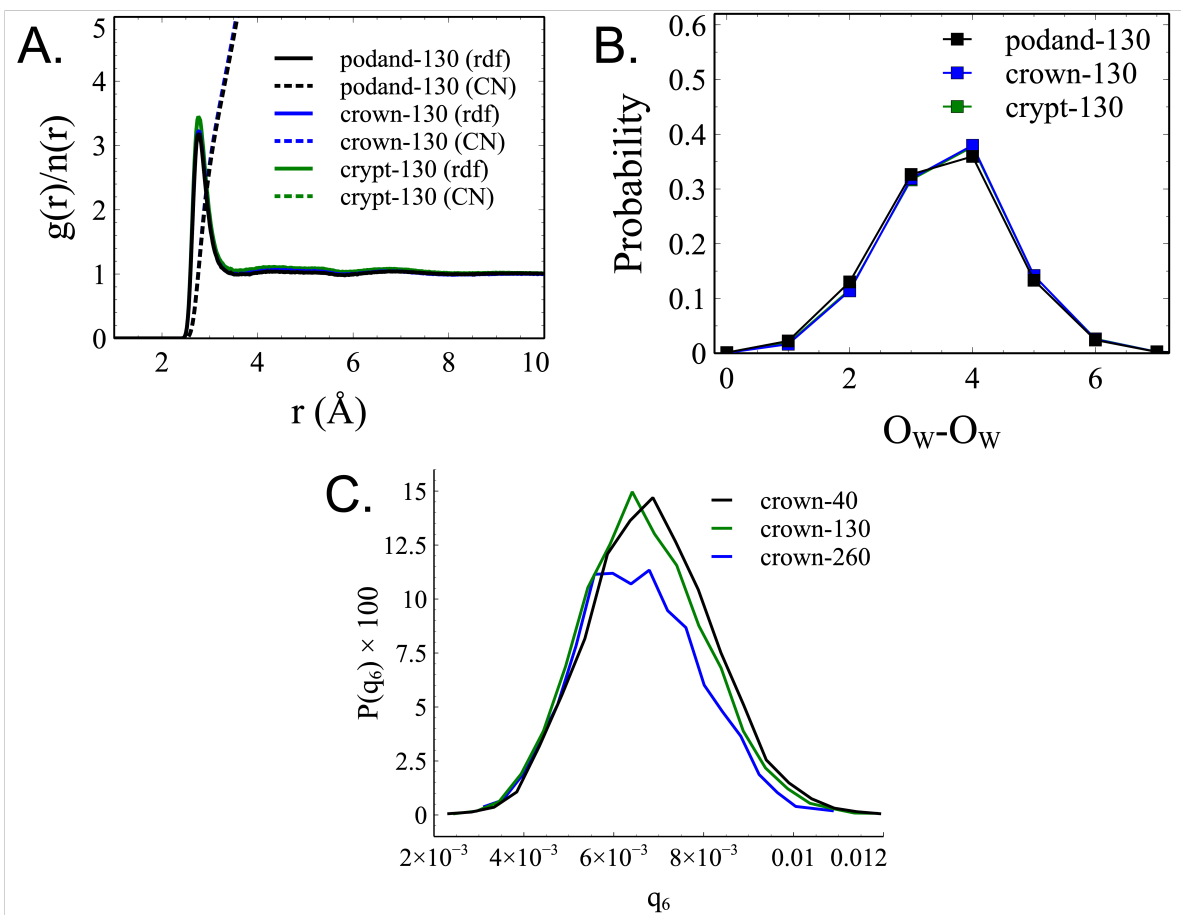 A.
g(r)/n(r)
5
4
3
2
1
0
podand-130 (rdf)
podand-130 (CN)
crown-130 (rdf)
crown-130 (CN)
crypt-130 (rdf)
crypt-130 (CN)
2 4 6 8 10
r (Å)
B.
Probability
0.6
0.5
0.4
0.3
0.2
0.1
0
podand-130
crown-130
crypt-130
0 2 4 6
O_W-O_W
C.
P(q₆) × 100
15
12.5
10
7.5
5
2.5
0
crown-40
crown-130
crown-260
2×10⁻³ 4×10⁻³ 6×10⁻³ 8×10⁻³ 0.01 0.012
q₆